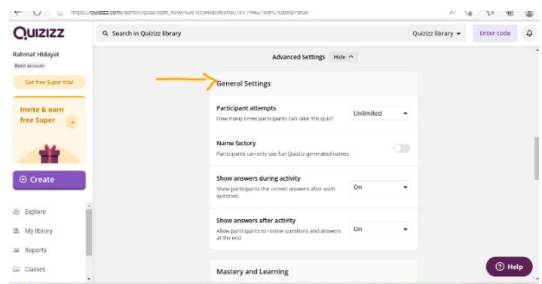 QUIZIZZ
Search in Quizizz library
Quizizz library
Enter code
Rahmat Hidayat
Basic account
Get free Super trial
Invite & earn
free Super
Create
Explore
My library
Reports
Classes
Advanced Settings Hide
General Settings
Participant attempts
How many times participants can take this quiz?
Unlimited
Name factory
Participants can only use fun Quizizz generated names
Show answers during activity
Show participants the correct answers after each
question.
On
Show answers after activity
Allow participants to review questions and answers
at the end
On
Mastery and Learning
Help